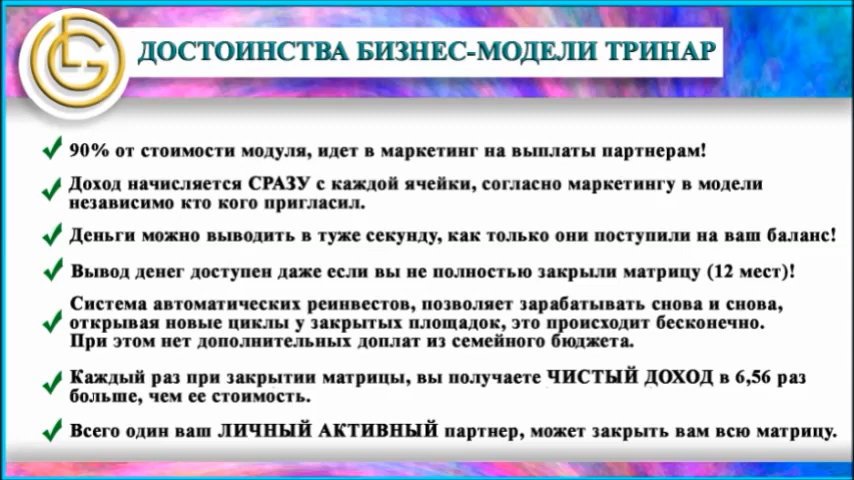 LG
ДОСТОИНСТВА БИЗНЕС-МОДЕЛИ ТРИНАР
90% от стоимости модуля, идет в маркетинг на выплаты партнерам!
Доход начисляется СРАЗУ с каждой ячейки, согласно маркетингу в модели
независимо кто кого пригласил.
Деньги можно выводить в туже секунду, как только они поступили на ваш баланс!
Вывод денег доступен даже если вы не полностью закрыли матрицу (12 мест)!
Система автоматических реинвестов, позволяет зарабатывать снова и снова,
открывая новые циклы у закрытых площадок, это происходит бесконечно.
При этом нет дополнительных доплат из семейного бюджета.
Каждый раз при закрытии матрицы, вы получаете ЧИСТЫЙ ДОХОД в 6,56 раз
больше, чем ее стоимость.
Всего один ваш ЛИЧНЫЙ АКТИВНЫЙ партнер, может закрыть вам всю матрицу.